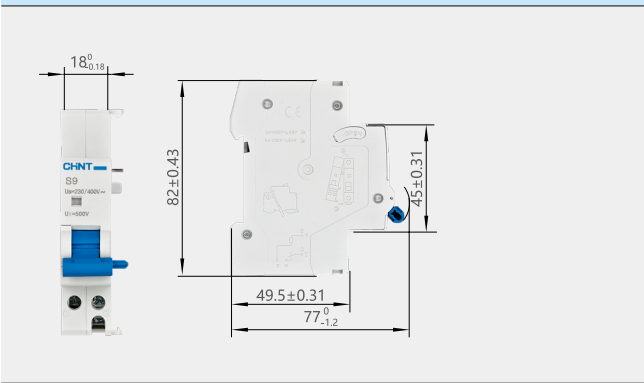 18 0 -0.18
CHNT
S9
Ue=230/400V~
Ui=500V
82±0.43
CE
45±0.31
49.5±0.31
77 0 -1.2